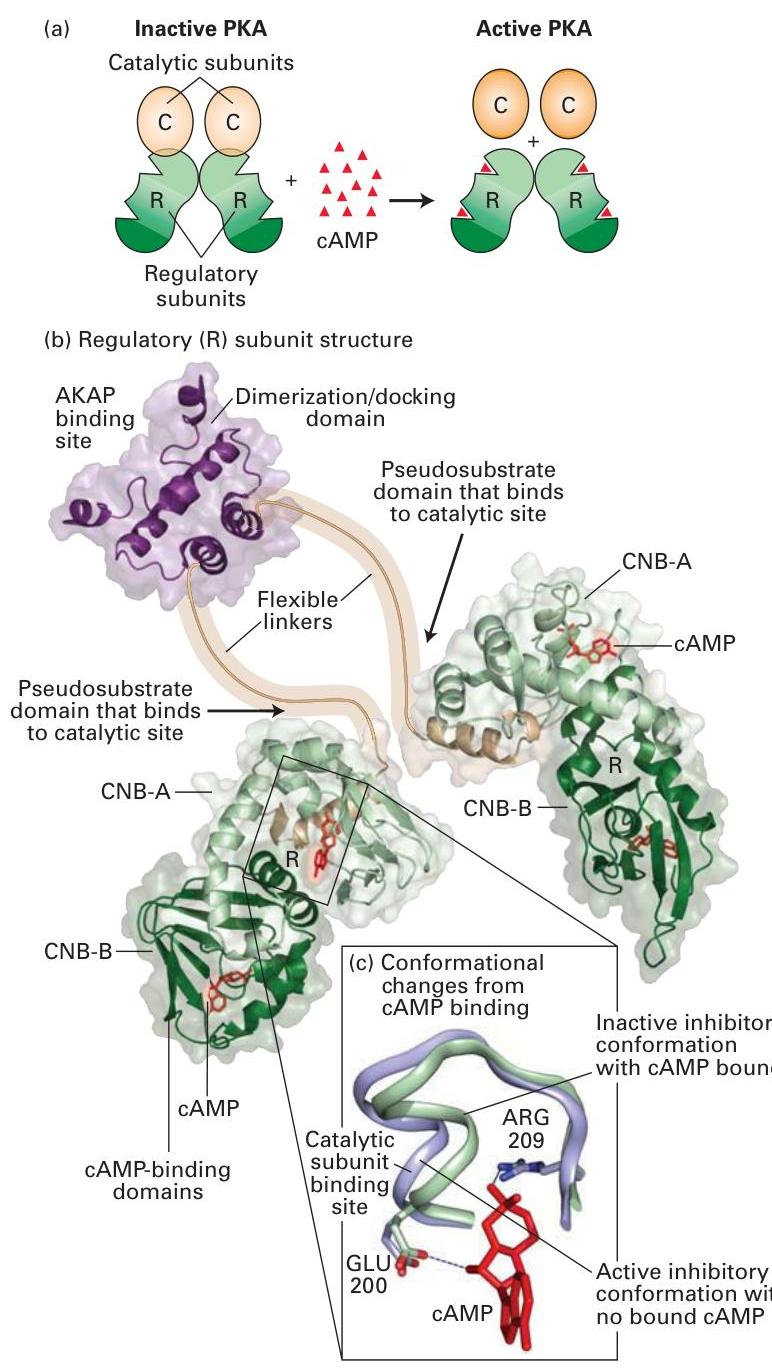 (a)
Inactive PKA
Active PKA
Catalytic subunits
C
C
C
C
+
R
R
+
R
R
cAMP
Regulatory
subunits
(b) Regulatory (R) subunit structure
AKAP
binding
site
Dimerization/docking
domain
Pseudosubstrate
domain that binds
to catalytic site
CNB-A
Flexible
linkers
cAMP
Pseudosubstrate
domain that binds
to catalytic site
R
CNB-A
CNB-B
R
CNB-B
(c) Conformational
changes from
cAMP binding
Inactive inhibitor
conformation
with cAMP boun
cAMP
ARG
209
Catalytic
subunit
binding
site
cAMP-binding
domains
GLU
200
Active inhibitory
conformation wit
no bound cAMP
cAMP